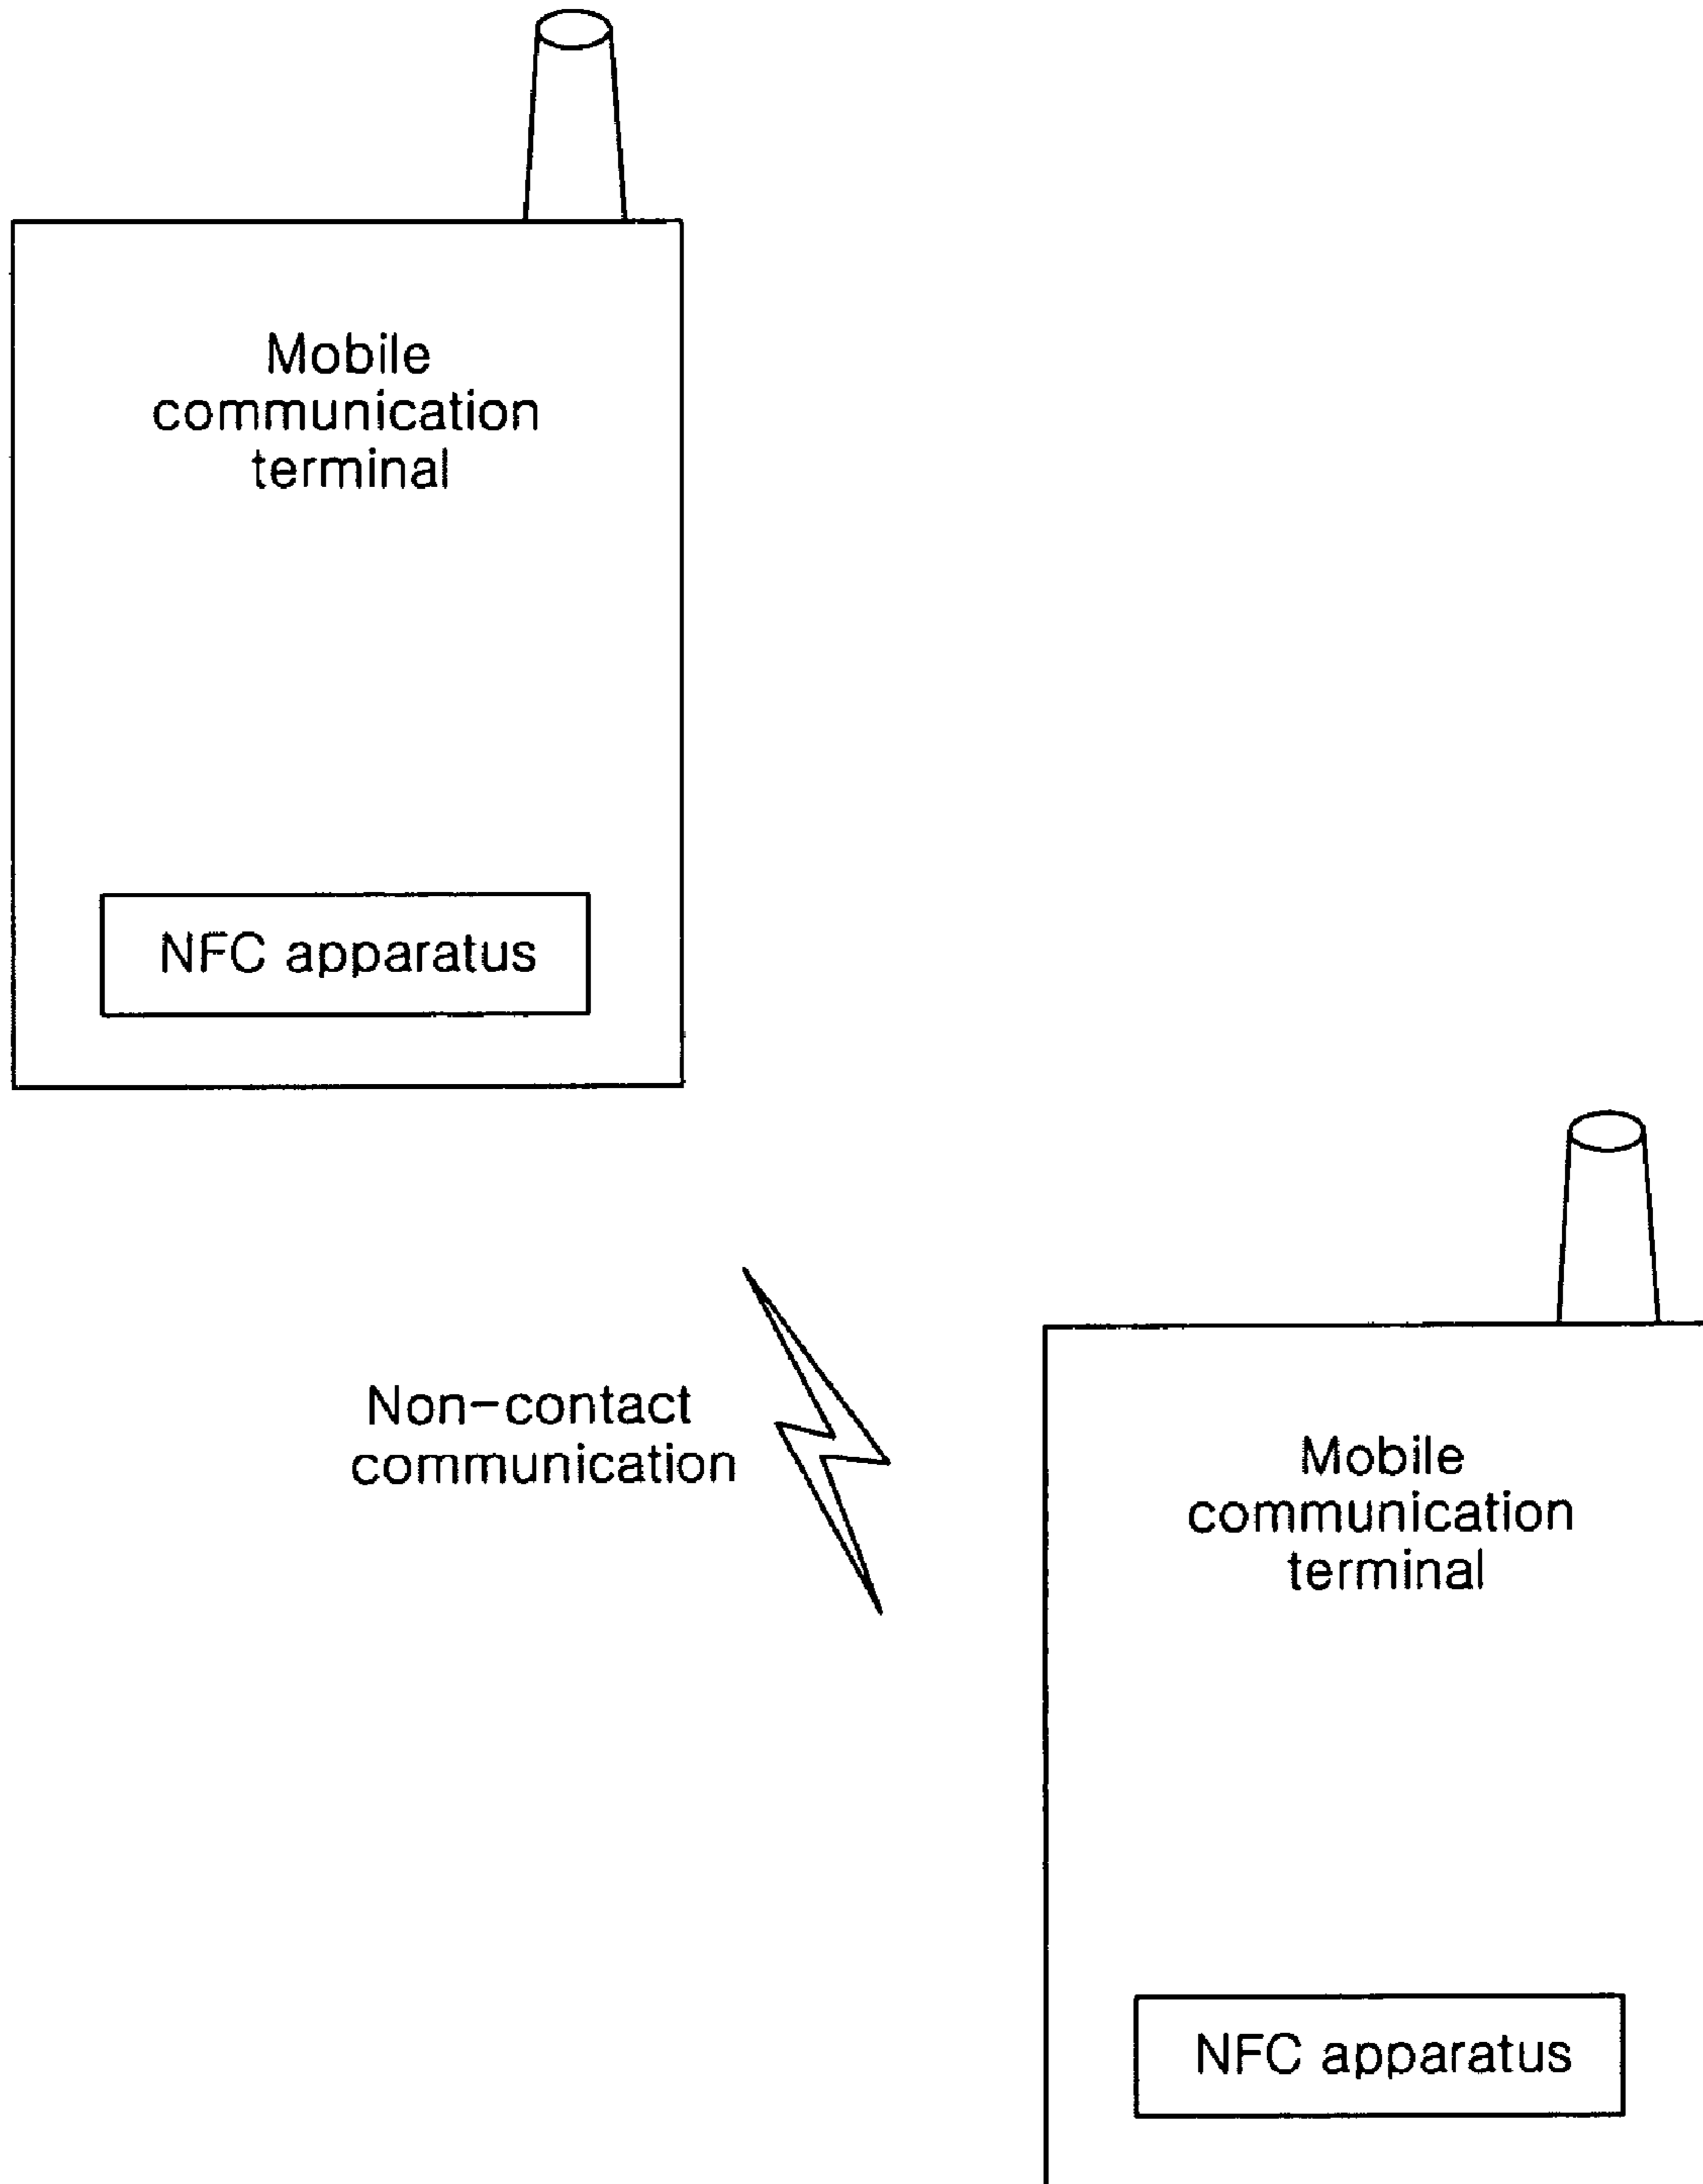 Mobile
communication
terminal
NFC apparatus
Non-contact
communication
Mobile
communication
terminal
NFC apparatus